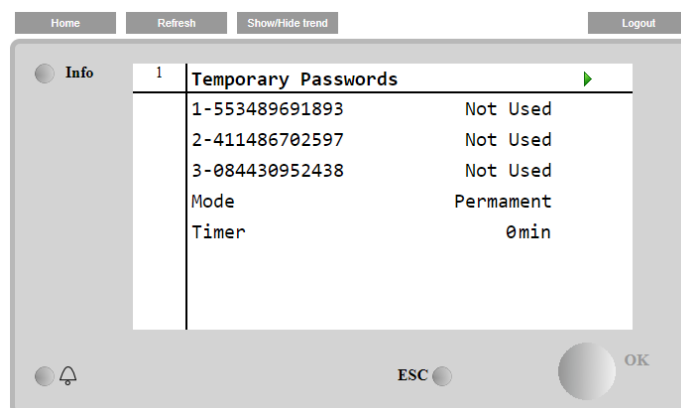 Home Refresh Show/Hide trend Logout
Info
1 Temporary Passwords
1-553489691893 Not Used
2-411486702597 Not Used
3-084430952438 Not Used
Mode Permament
Timer 0min
ESC OK